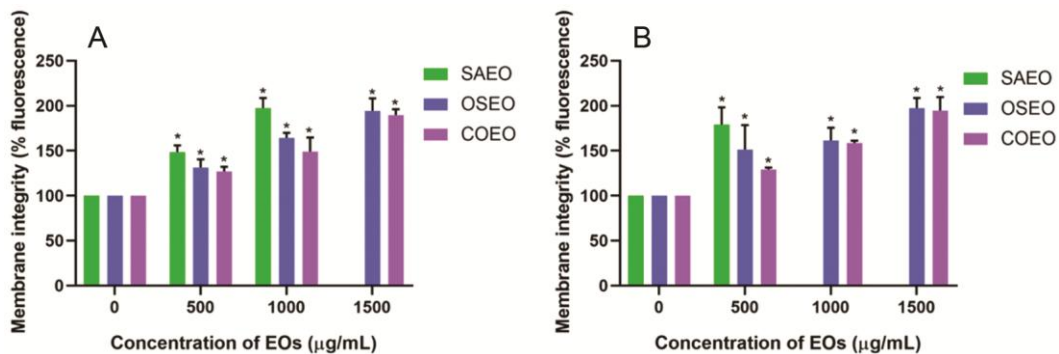 A
Membrane integrity (% fluorescence)
250
200
150
100
50
0
* * * * * * * *
0 500 1000 1500
Concentration of EOs (μg/mL)
SAEO
OSEO
COEO
B
Membrane integrity (% fluorescence)
250
200
150
100
50
0
* * * * * * *
0 500 1000 1500
Concentration of EOs (μg/mL)
SAEO
OSEO
COEO